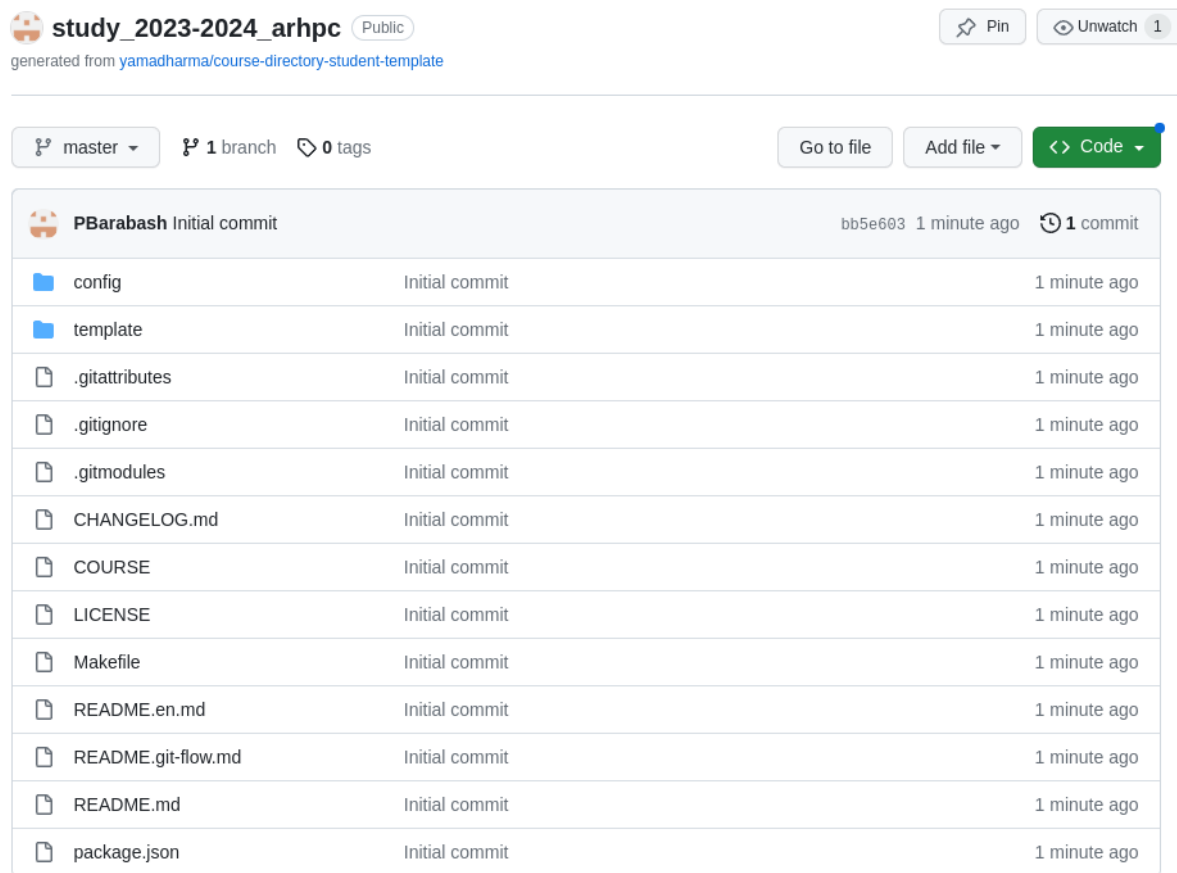 study_2023-2024_arhpc Public Pin Unwatch 1
generated from yamadharma/course-directory-student-template
master 1 branch 0 tags Go to file Add file Code
PBarabash Initial commit bb5e603 1 minute ago 1 commit
config Initial commit 1 minute ago
template Initial commit 1 minute ago
.gitattributes Initial commit 1 minute ago
.gitignore Initial commit 1 minute ago
.gitmodules Initial commit 1 minute ago
CHANGELOG.md Initial commit 1 minute ago
COURSE Initial commit 1 minute ago
LICENSE Initial commit 1 minute ago
Makefile Initial commit 1 minute ago
README.en.md Initial commit 1 minute ago
README.git-flow.md Initial commit 1 minute ago
README.md Initial commit 1 minute ago
package.json Initial commit 1 minute ago